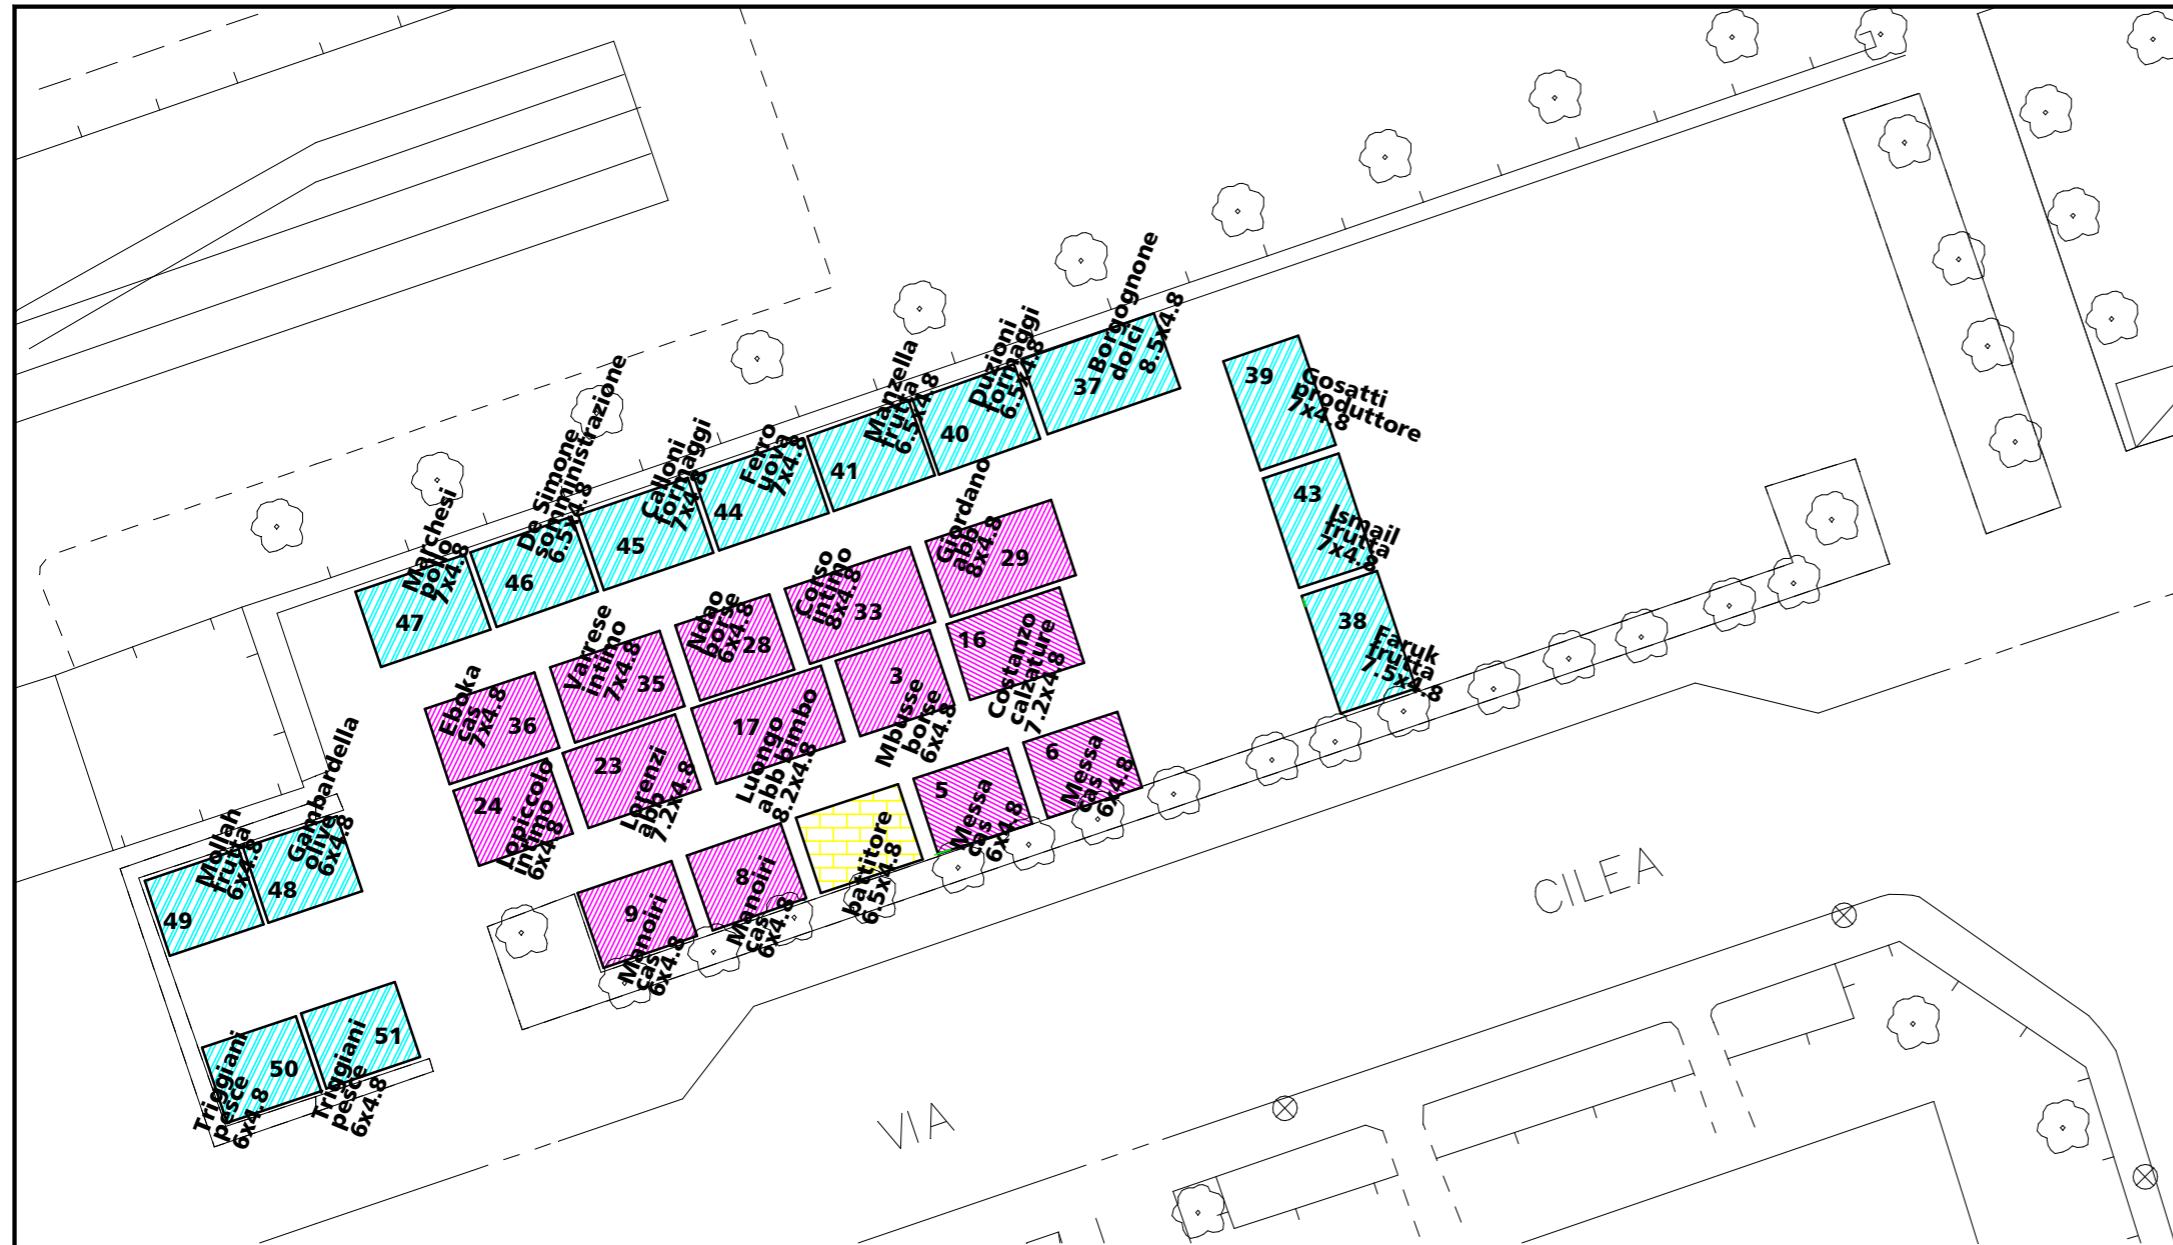 Marchesi
pollo
7x4.8
47
De Simone
somministrazione
6.5x4.8
46
Calloni
formaggi
7x4.8
45
Ferro
uova
7x4.8
44
Manzella
frutta
6.5x4.8
41
Duzioni
formaggi
6.5x4.8
40
Borgognone
dolci
8.5x4.8
37
39
Gosatti
produttore
7x4.8
43
Ismail
frutta
7x4.8
38
Faruk
frutta
7.5x4.8
Eboka
cas
7x4.8
36
Varrese
intimo
7x4.8
35
Ndao
borse
6x4.8
28
Corso
intimo
8x4.8
33
Giordano
abb
8x4.8
29
24
Lopiccolo
intimo
6x4.8
23
Lorenzi
abb
7.2x4.8
17
Luongo
abb bimbo
8.2x4.8
3
Mbusse
borse
6x4.8
16
Costanzo
calzature
7.2x4.8
9
Manoiri
cas
6x4.8
8
Manoiri
cas
6x4.8
battitore
6.5x4.8
5
Messa
cas
6x4.8
6
Messa
cas
6x4.8
Mollah
frutta
6x4.8
49
Gambardella
olive
6x4.8
48
Triggiani
pesce
6x4.8
50
Triggiani
pesce
6x4.8
51
VIA CILEA